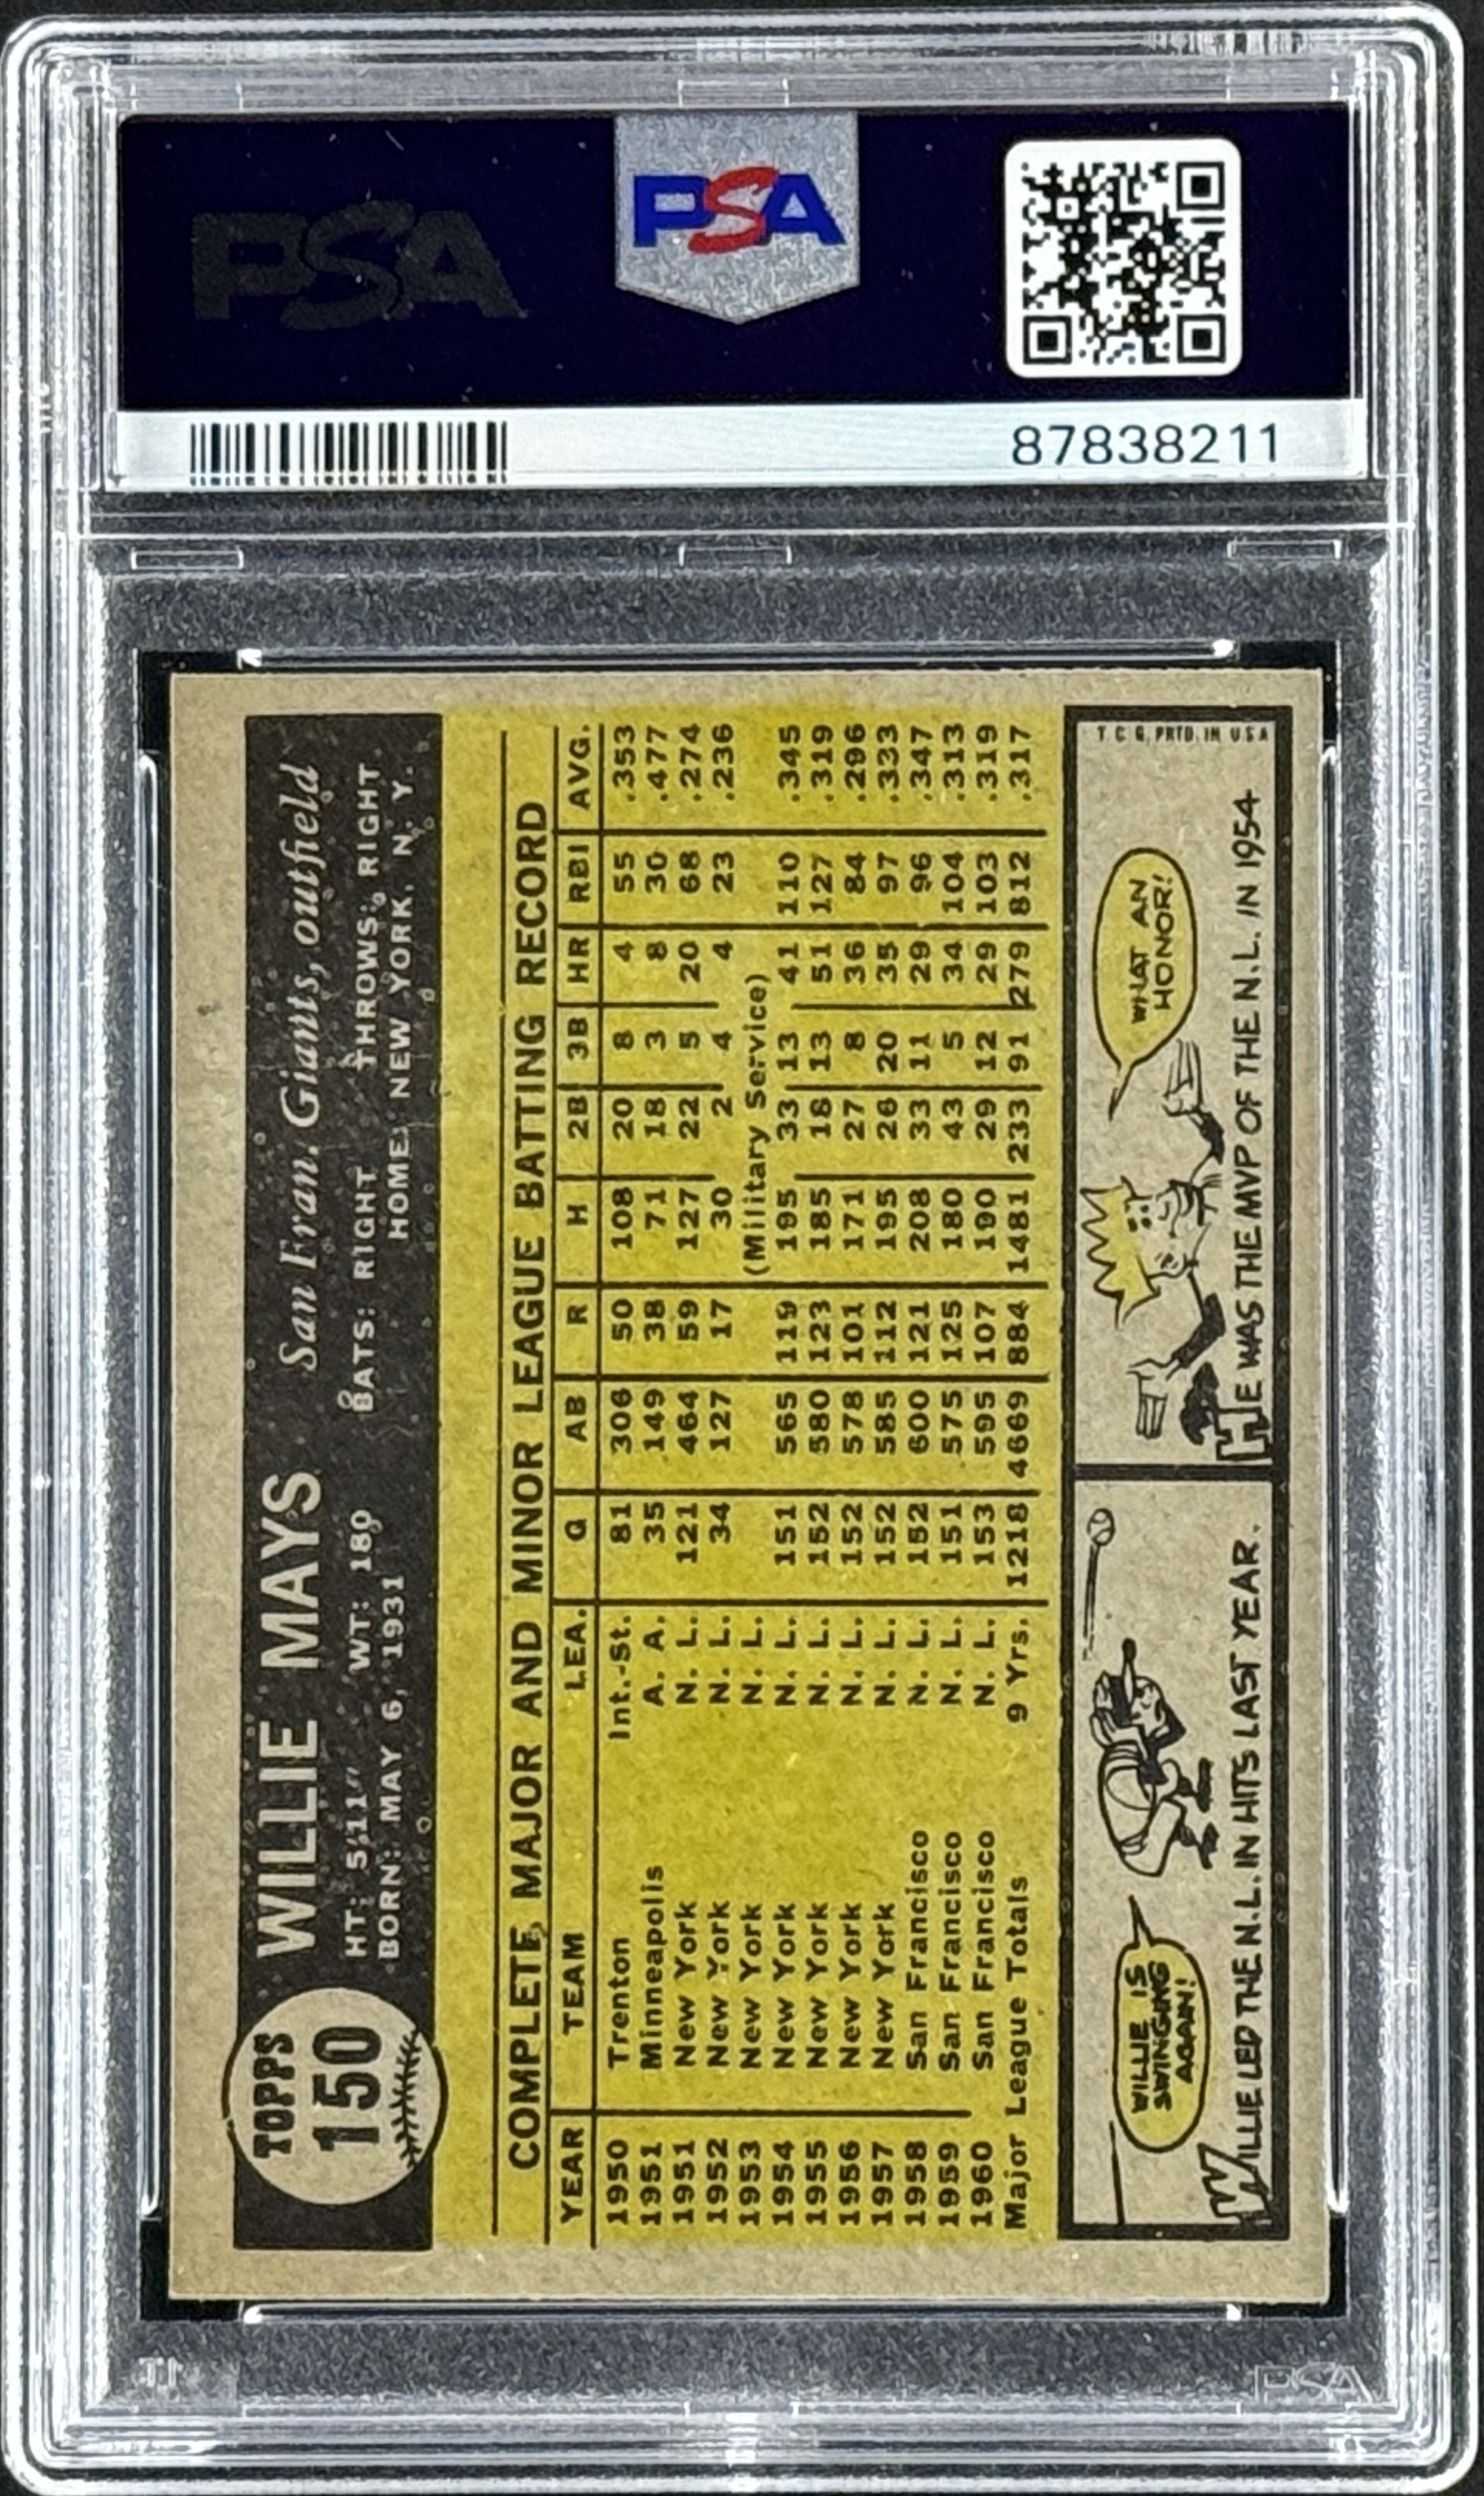 PSA
PSA
87838211
TOPPS
150
WILLIE MAYS San Fran. Giants, outfield
HT: 5'11" WT: 180 BATS: RIGHT THROWS: RIGHT
BORN: MAY 6, 1931 HOME: NEW YORK, N. Y.
COMPLETE MAJOR AND MINOR LEAGUE BATTING RECORD
YEAR TEAM LEA. G AB R H 2B 3B HR RBI AVG.
1950 Trenton Int.-St. 81 306 50 108 20 8 4 55 .353
1951 Minneapolis A. A. 35 149 38 71 18 3 8 30 .477
1951 New York N. L. 121 464 59 127 22 5 20 68 .274
1952 New York N. L. 34 127 17 30 2 4 4 23 .236
1953 New York N. L. (Military Service)
1954 New York N. L. 151 565 119 195 33 13 41 110 .345
1955 New York N. L. 152 580 123 185 18 13 51 127 .319
1956 New York N. L. 152 578 101 171 27 8 36 84 .296
1957 New York N. L. 152 585 112 195 26 20 35 97 .333
1958 San Francisco N. L. 152 600 121 208 33 11 29 96 .347
1959 San Francisco N. L. 151 575 125 180 43 5 34 104 .313
1960 San Francisco N. L. 153 595 107 190 29 12 29 103 .319
Major League Totals 9 Yrs. 1218 4669 884 1481 233 91 279 812 .317
WILLIE IS
SWINGING
AGAIN!
WILLIE LED THE N.L. IN HITS LAST YEAR.
WHAT AN
HONOR!
HE WAS THE MVP OF THE N.L. IN 1954
T.C.G. PRTD. IN USA
PSA